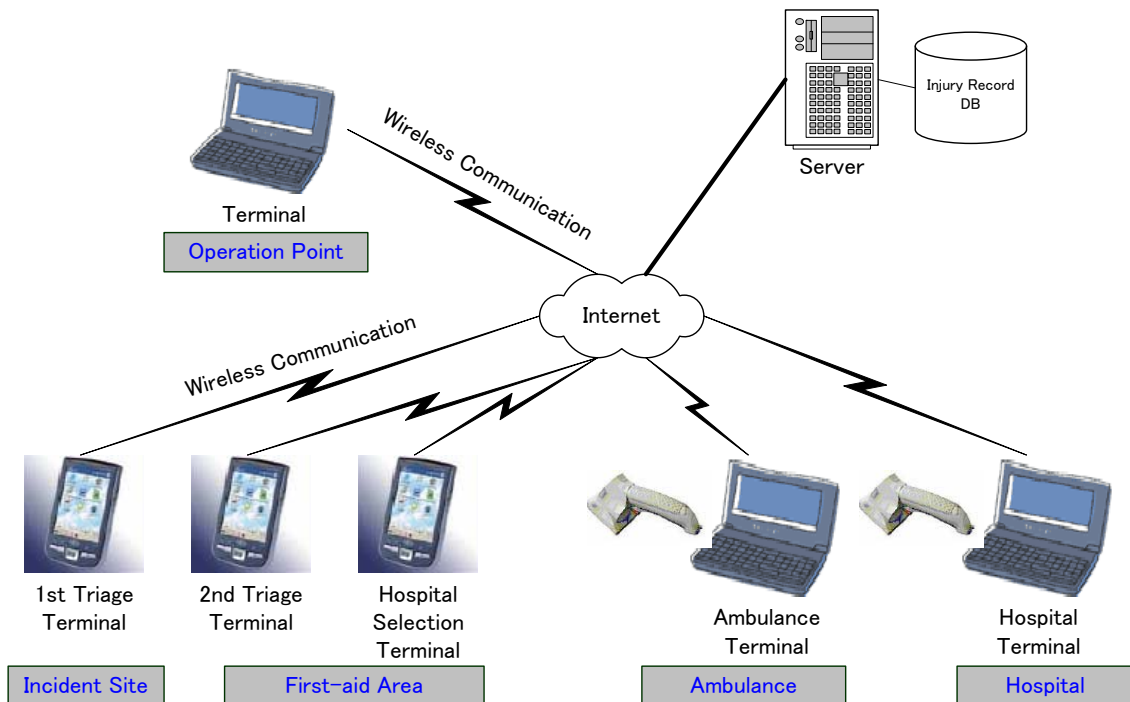 Injury Record
DB
Server
Wireless Communication
Terminal
Operation Point
Internet
Wireless Communication
1st Triage
Terminal
2nd Triage
Terminal
Hospital
Selection
Terminal
Ambulance
Terminal
Hospital
Terminal
Incident Site
First-aid Area
Ambulance
Hospital